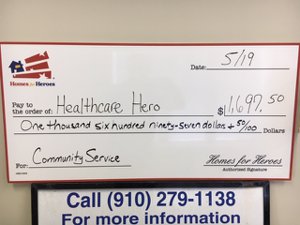 Homes for Heroes
Date 5/19
Pay to
the order of: Healthcare Hero $1,697.50
One thousand six hundred ninety-seven dollars + 50/100 Dollars
For: Community Service
Homes for Heroes
Authorized Signature
Call (910) 279-1138
For more information